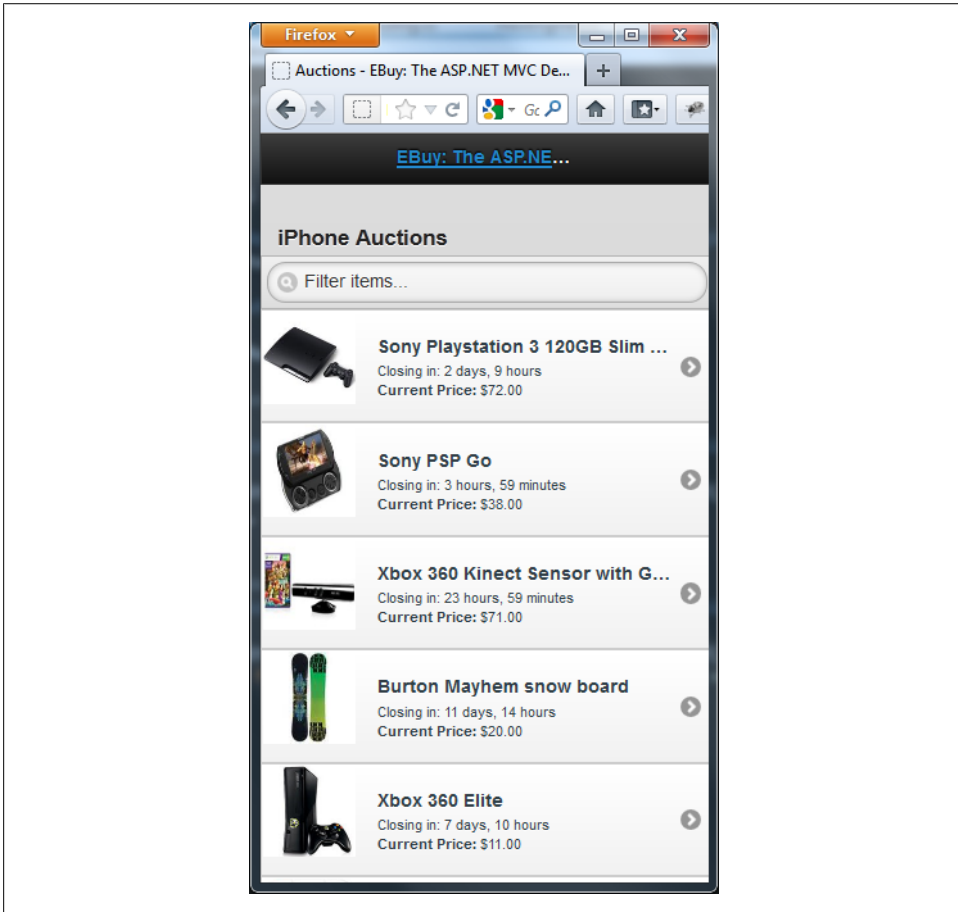 Firefox
Auctions - EBuy: The ASP.NET MVC De...
Gc
EBuy: The ASP.NE...
iPhone Auctions
Filter items...
Sony Playstation 3 120GB Slim ...
Closing in: 2 days, 9 hours
Current Price: $72.00
Sony PSP Go
Closing in: 3 hours, 59 minutes
Current Price: $38.00
Xbox 360 Kinect Sensor with G...
Closing in: 23 hours, 59 minutes
Current Price: $71.00
Burton Mayhem snow board
Closing in: 11 days, 14 hours
Current Price: $20.00
Xbox 360 Elite
Closing in: 7 days, 10 hours
Current Price: $11.00